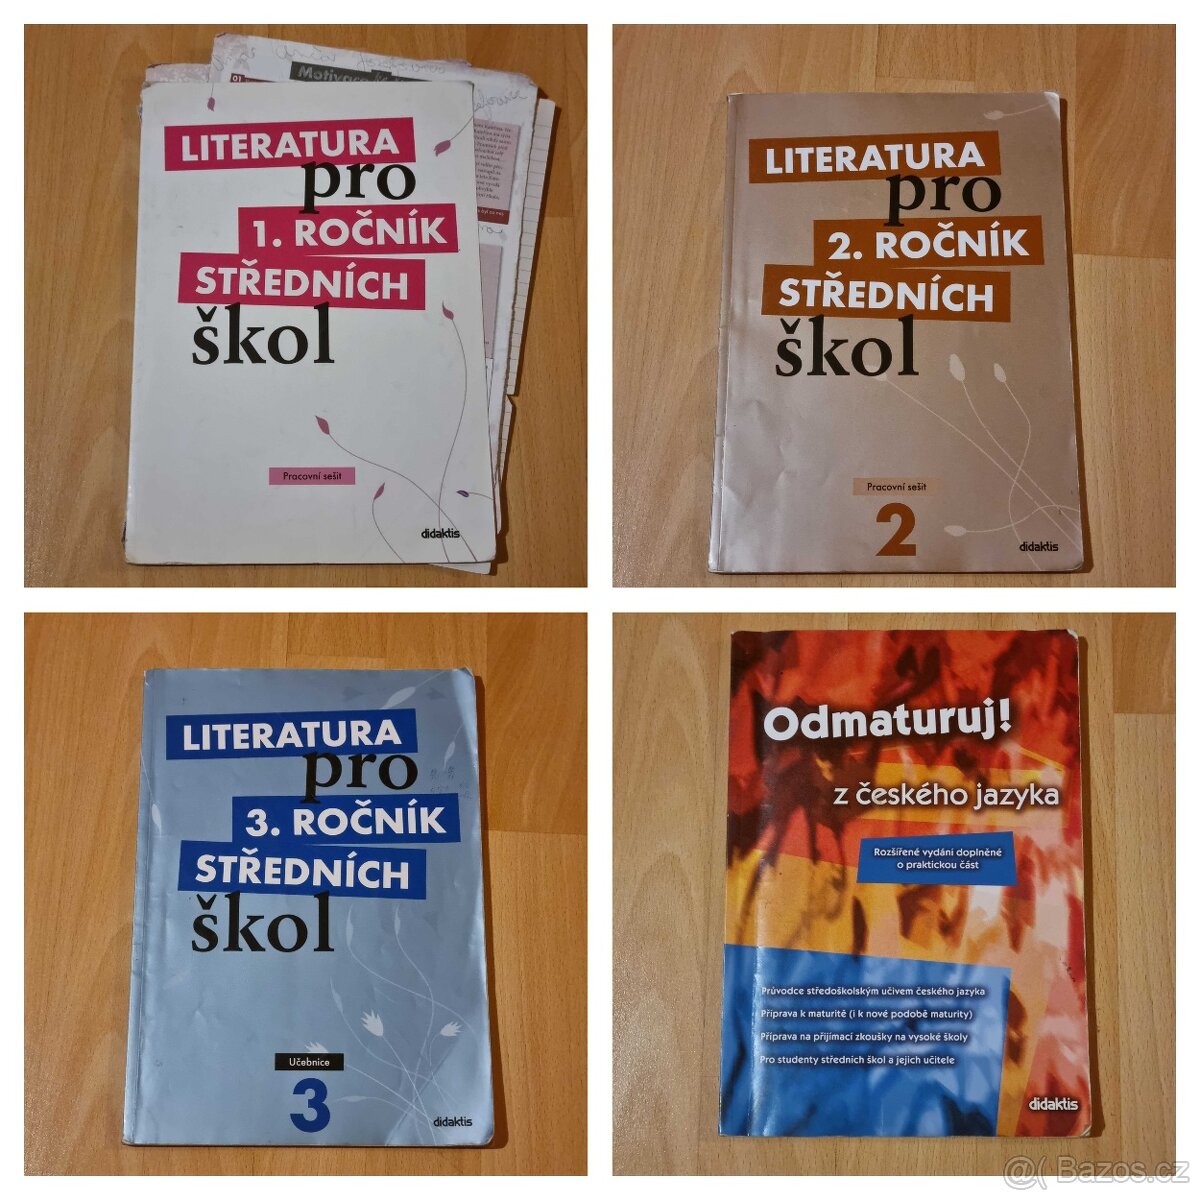 Motivace
LITERATURA
pro
1. ROČNÍK
STŘEDNÍCH
škol
Pracovní sešit
didaktis
LITERATURA
pro
2. ROČNÍK
STŘEDNÍCH
škol
Pracovní sešit
2
didaktis
LITERATURA
pro
3. ROČNÍK
STŘEDNÍCH
škol
Učebnice
3
didaktis
Odmaturuj!
z českého jazyka
Rozšířené vydání doplněné
o praktickou část
Průvodce středoškolským učivem českého jazyka
Příprava k maturitě (i k nové podobě maturity)
Příprava na přijímací zkoušky na vysoké školy
Pro studenty středních škol a jejich učitele
didaktis
@( Bazos.cz